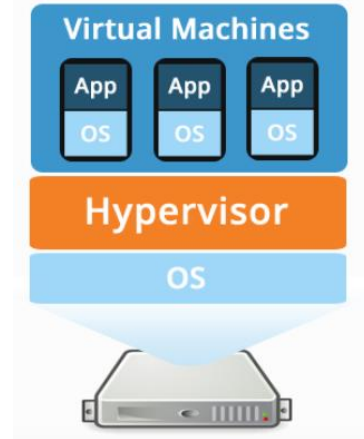 Virtual Machines
App App App
OS OS OS
Hypervisor
OS